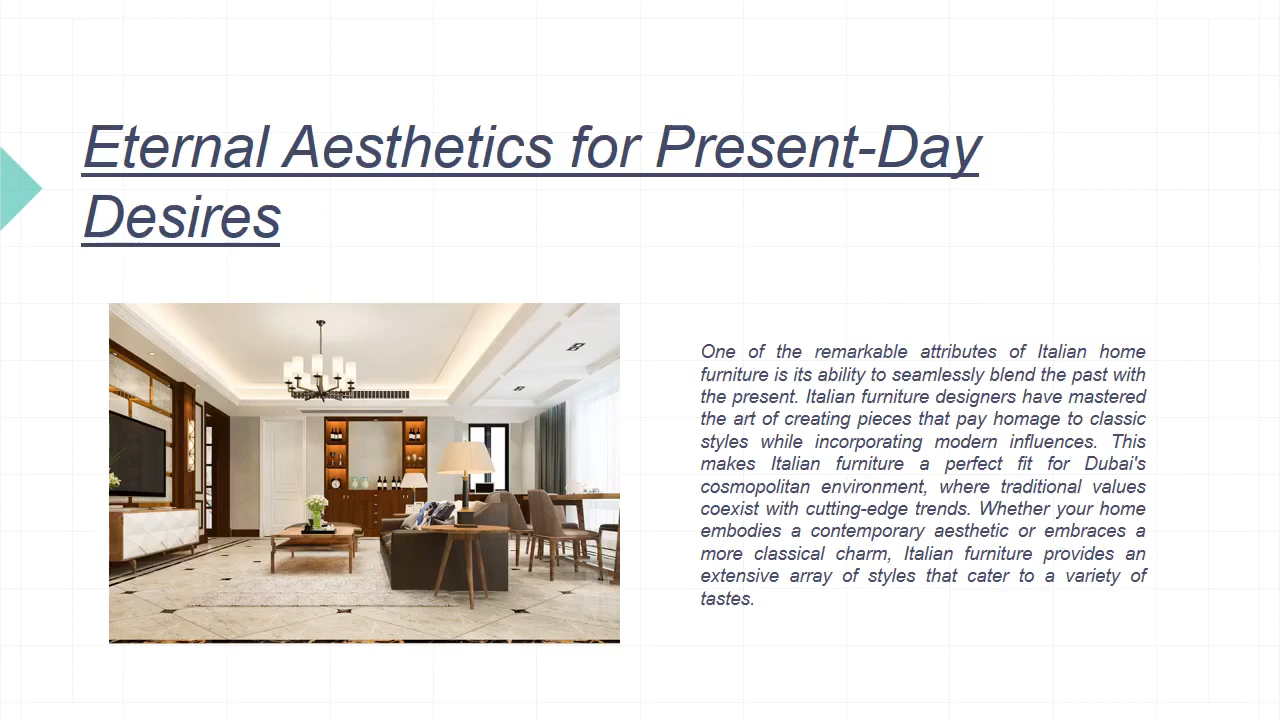 Eternal Aesthetics for Present-Day
Desires
One of the remarkable attributes of Italian home
furniture is its ability to seamlessly blend the past with
the present. Italian furniture designers have mastered
the art of creating pieces that pay homage to classic
styles while incorporating modern influences. This
makes Italian furniture a perfect fit for Dubai's
cosmopolitan environment, where traditional values
coexist with cutting-edge trends. Whether your home
embodies a contemporary aesthetic or embraces a
more classical charm, Italian furniture provides an
extensive array of styles that cater to a variety of
tastes.